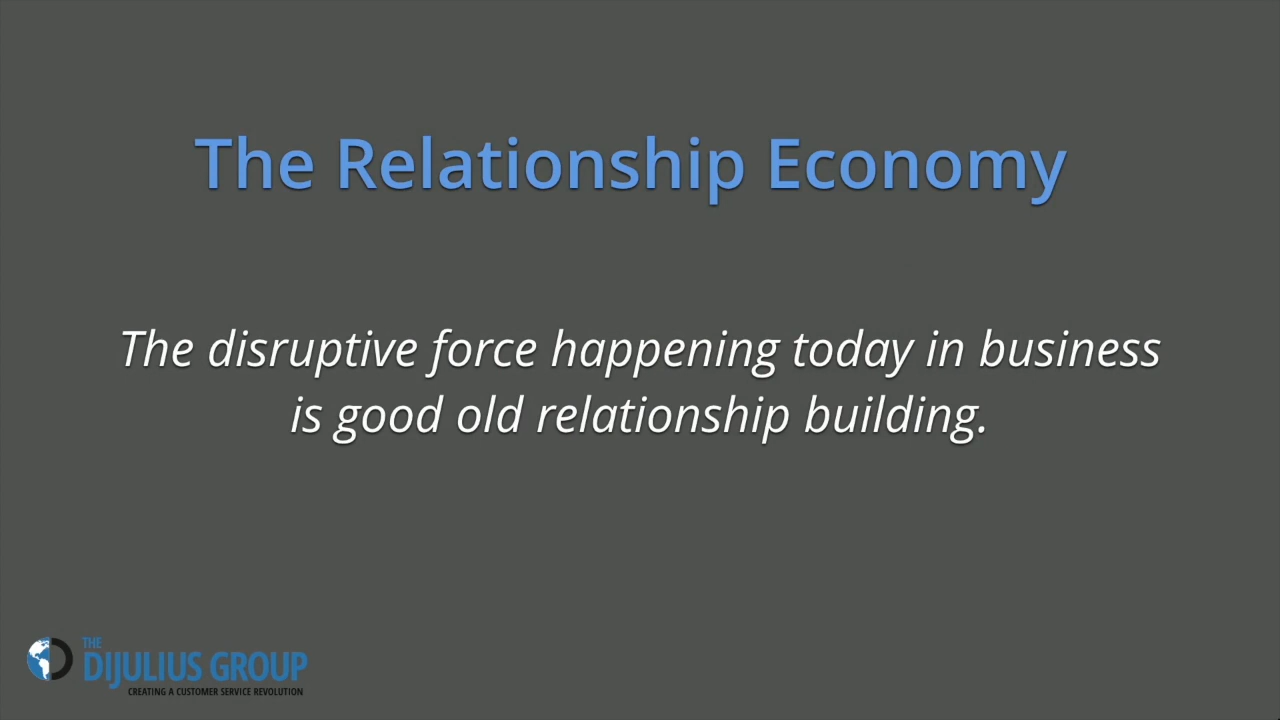 The Relationship Economy
The disruptive force happening today in business
is good old relationship building.
THE
DIJULIUS GROUP
CREATING A CUSTOMER SERVICE REVOLUTION